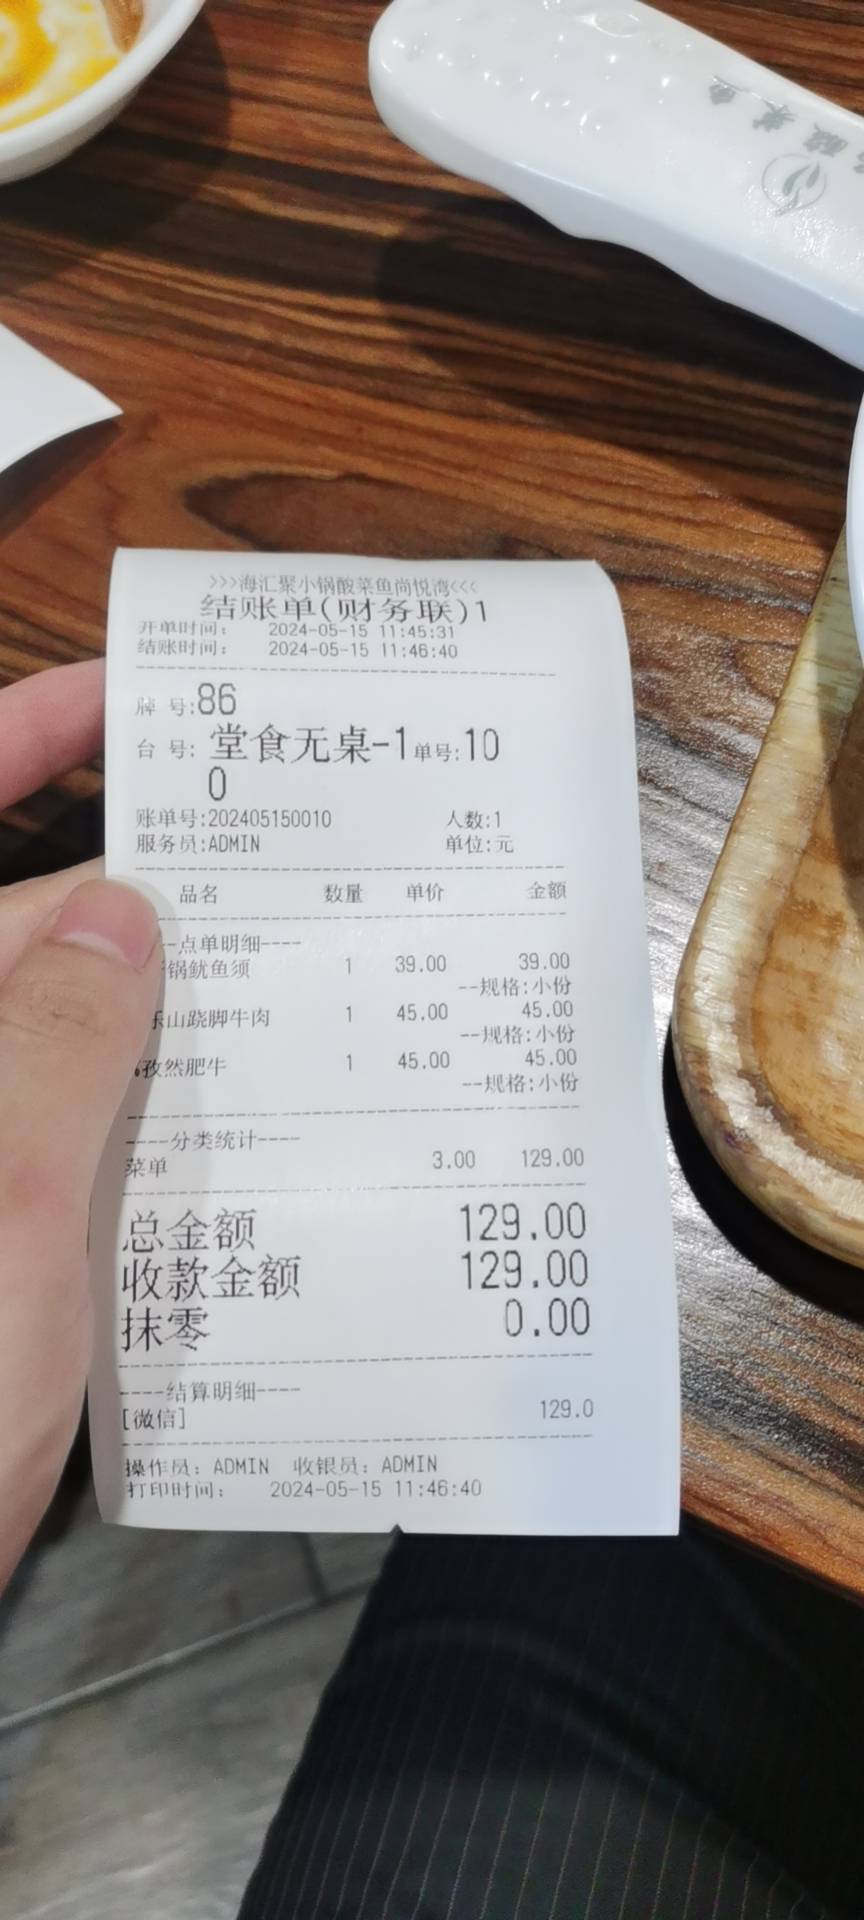 酸菜鱼
>>>海汇聚小锅酸菜鱼尚悦湾<<<
结账单(财务联)1
开单时间: 2024-05-15 11:45:31
结账时间: 2024-05-15 11:46:40
牌 号:86
台 号: 堂食无桌-1 单号:10
0
账单号:202405150010 人数:1
服务员:ADMIN 单位:元
品名 数量 单价 金额
--点单明细----
锅鱿鱼须 1 39.00 39.00
--规格:小份
乐山跷脚牛肉 1 45.00 45.00
--规格:小份
孜然肥牛 1 45.00 45.00
--规格:小份
----分类统计----
菜单 3.00 129.00
总金额 129.00
收款金额 129.00
抹零 0.00
----结算明细----
[微信] 129.0
操作员: ADMIN 收银员: ADMIN
打印时间: 2024-05-15 11:46:40